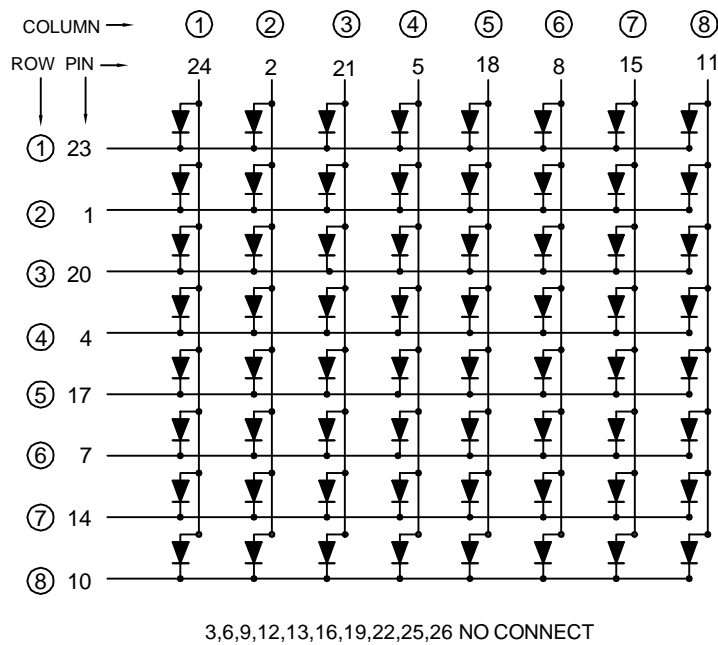 COLUMN → ① ② ③ ④ ⑤ ⑥ ⑦ ⑧
ROW PIN → 24 2 21 5 18 8 15 11
① 23
② 1
③ 20
④ 4
⑤ 17
⑥ 7
⑦ 14
⑧ 10
3,6,9,12,13,16,19,22,25,26 NO CONNECT